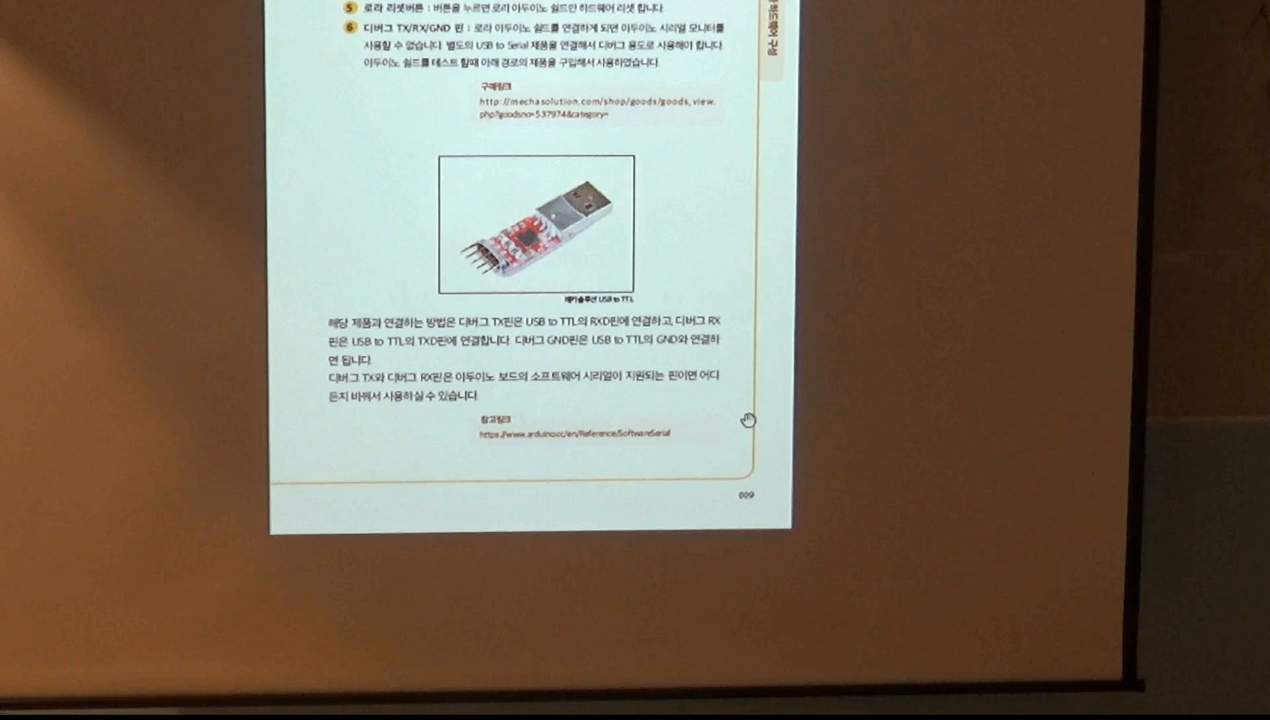 5 로라 리셋버튼 : 버튼을 누르면 로라 아두이노 쉴드만 하드웨어 리셋 합니다.
6 디버그 TX/RX/GND 핀 : 로라 아두이노 쉴드를 연결하게 되면 아두이노 시리얼 모니터를
사용할 수 없습니다. 별도의 USB to Serial 제품을 연결해서 디버그 용도로 사용해야 합니다.
아두이노 쉴드를 테스트 할때 아래 경로의 제품을 구입해서 사용하였습니다.
하드웨어 구성
구매링크
http://mechasolution.com/shop/goods/goods_view.
php?goodsno=537974&category=
메카솔루션 USB to TTL
해당 제품과 연결하는 방법은 디버그 TX핀은 USB to TTL의 RXD핀에 연결하고, 디버그 RX
핀은 USB to TTL의 TXD핀에 연결합니다. 디버그 GND핀은 USB to TTL의 GND와 연결하
면 됩니다.
디버그 TX와 디버그 RX핀은 아두이노 보드의 소프트웨어 시리얼이 지원되는 핀이면 어디
든지 바꿔서 사용하실 수 있습니다.
참고링크
https://www.arduino.cc/en/Reference/SoftwareSerial
009